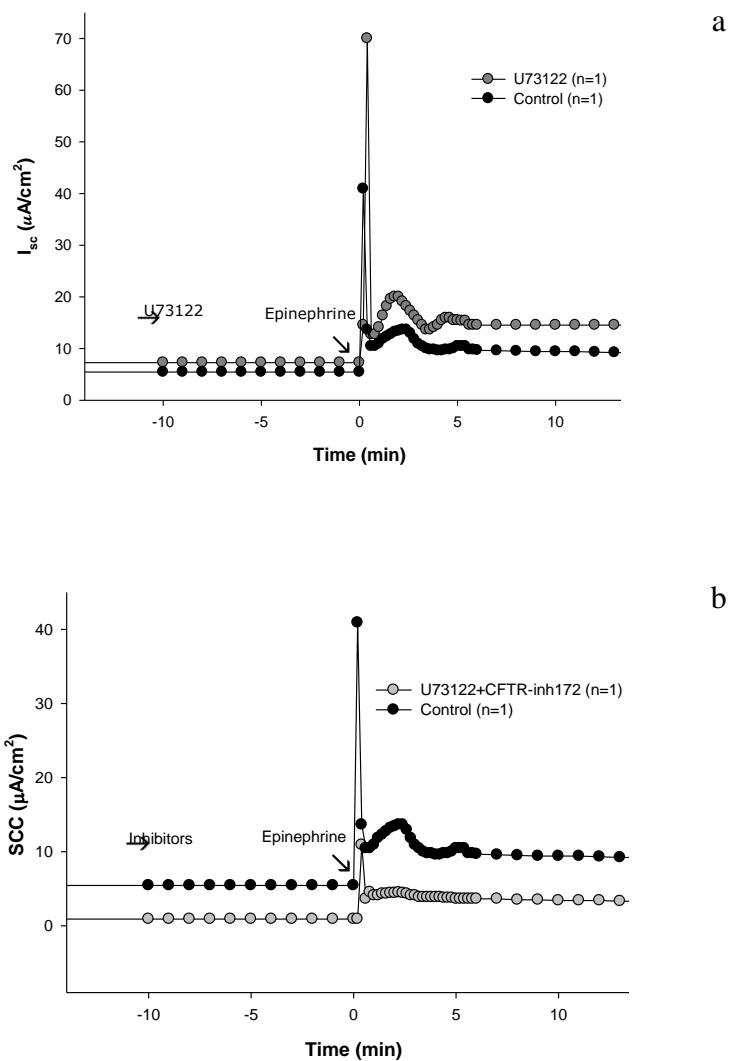 a
70
60
50
40
30
20
10
0
I_sc (µA/cm²)
U73122 (n=1)
Control (n=1)
U73122
Epinephrine
-10 -5 0 5 10
Time (min)
b
40
30
20
10
0
SCC (µA/cm²)
U73122+CFTR-inh172 (n=1)
Control (n=1)
Inhibitors
Epinephrine
-10 -5 0 5 10
Time (min)